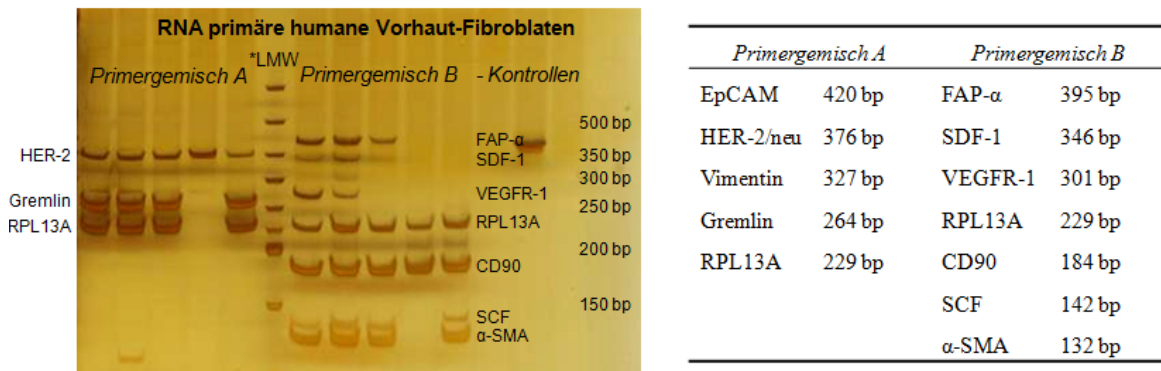 RNA primäre humane Vorhaut-Fibroblaten
*LMW
Primergemisch A
Primergemisch B
- Kontrollen
HER-2
Gremlin
RPL13A
FAP-α
SDF-1
VEGFR-1
RPL13A
CD90
SCF
α-SMA
500 bp
350 bp
300 bp
250 bp
200 bp
150 bp
Primergemisch A Primergemisch B
EpCAM 420 bp FAP-α 395 bp
HER-2/neu 376 bp SDF-1 346 bp
Vimentin 327 bp VEGFR-1 301 bp
Gremlin 264 bp RPL13A 229 bp
RPL13A 229 bp CD90 184 bp
SCF 142 bp
α-SMA 132 bp